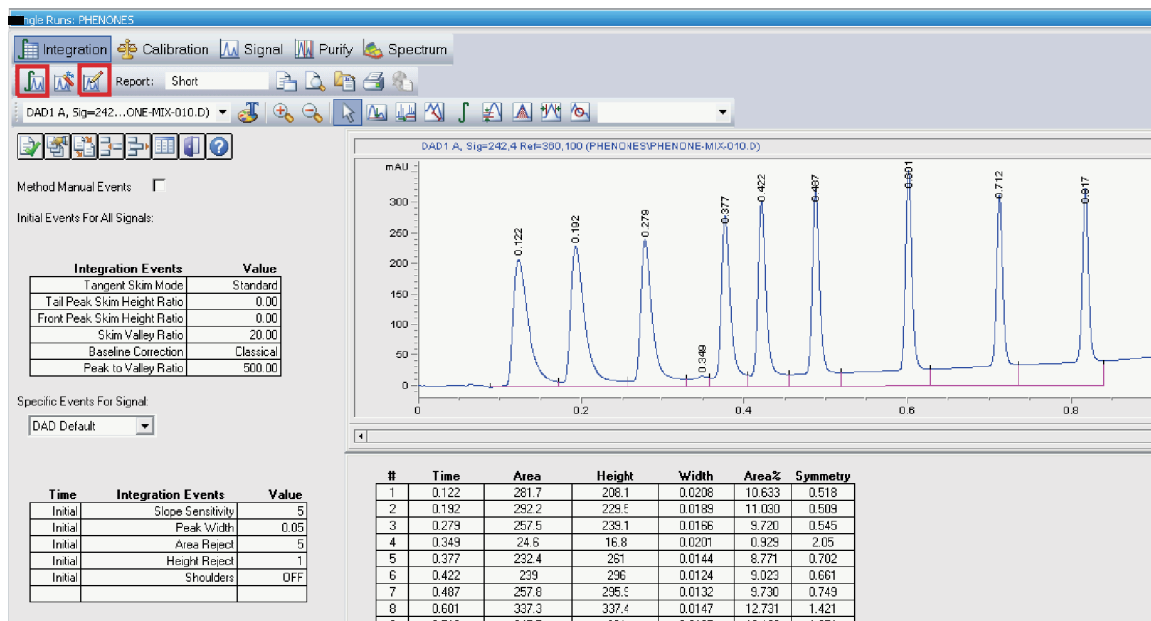 ngle Runs: PHENONES
Integration Calibration Signal Purify Spectrum
Report: Short
DAD1 A, Sig=242...ONE-MIX-010.D)
Method Manual Events
Initial Events For All Signals:
Integration Events Value
Tangent Skim Mode Standard
Tail Peak Skim Height Ratio 0.00
Front Peak Skim Height Ratio 0.00
Skim Valley Ratio 20.00
Baseline Correction Classical
Peak to Valley Ratio 500.00
Specific Events For Signal:
DAD Default
Time Integration Events Value
Initial Slope Sensitivity 5
Initial Peak Width 0.05
Initial Area Reject 5
Initial Height Reject 1
Initial Shoulders OFF
DAD1 A, Sig=242,4 Ref=360,100 (PHENONES\PHENONE-MIX-010.D)
mAU
300
250
200
150
100
50
0
0.122
0.192
0.279
0.349
0.377
0.422
0.487
0.601
0.712
0.817
0 0.2 0.4 0.6 0.8
# Time Area Height Width Area% Symmetry
1 0.122 281.7 208.1 0.0208 10.633 0.518
2 0.192 292.2 229.5 0.0189 11.030 0.509
3 0.279 257.5 239.1 0.0166 9.720 0.545
4 0.349 24.6 16.8 0.0201 0.929 2.05
5 0.377 232.4 261 0.0144 8.771 0.702
6 0.422 239 296 0.0124 9.023 0.661
7 0.487 257.8 295.9 0.0132 9.730 0.749
8 0.601 337.3 337.4 0.0147 12.731 1.421